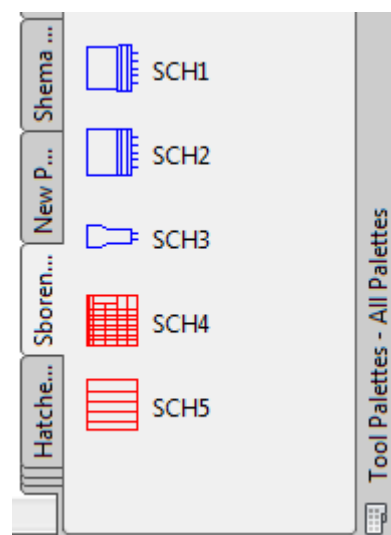 Shema ...
New P...
Sboren...
Hatche...
SCH1
SCH2
SCH3
SCH4
SCH5
Tool Palettes - All Palettes